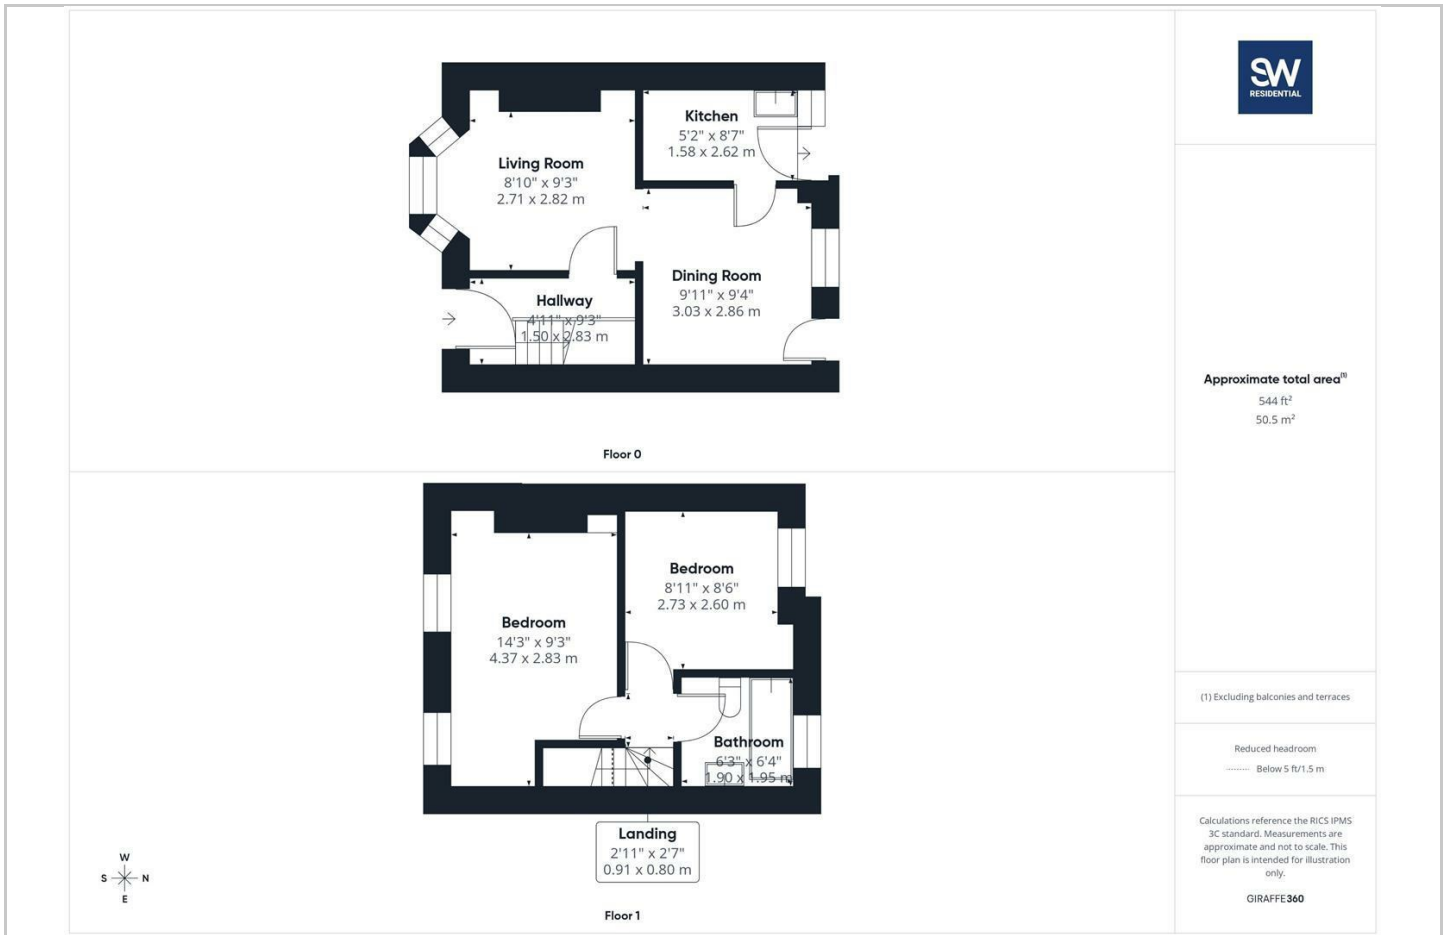 Kitchen
5'2" x 8'7"
1.58 x 2.62 m
Living Room
8'10" x 9'3"
2.71 x 2.82 m
Dining Room
9'11" x 9'4"
3.03 x 2.86 m
Hallway
4'11" x 9'3"
1.50 x 2.83 m
Floor 0
Bedroom
8'11" x 8'6"
2.73 x 2.60 m
Bedroom
14'3" x 9'3"
4.37 x 2.83 m
Bathroom
6'3" x 6'4"
1.90 x 1.95 m
Landing
2'11" x 2'7"
0.91 x 0.80 m
W
S N
E
Floor 1
SW
RESIDENTIAL
Approximate total area(1)
544 ft²
50.5 m²
(1) Excluding balconies and terraces
Reduced headroom
Below 5 ft/1.5 m
Calculations reference the RICS IPMS
3C standard. Measurements are
approximate and not to scale. This
floor plan is intended for illustration
only.
GIRAFFE360